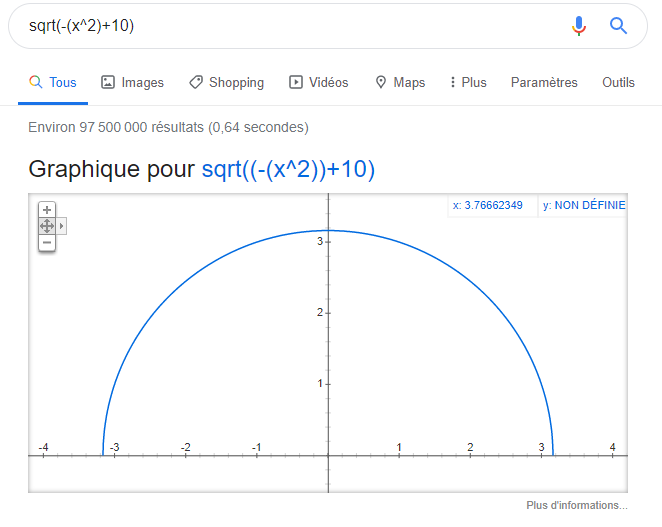 sqrt(-(x^2)+10)
Tous Images Shopping Vidéos Maps Plus Paramètres Outils
Environ 97 500 000 résultats (0,64 secondes)
Graphique pour sqrt((-(x^2))+10)
x: 3.76662349 y: NON DÉFINIE
3
2
1
-4 -3 -2 -1 1 2 3 4
Plus d'informations...